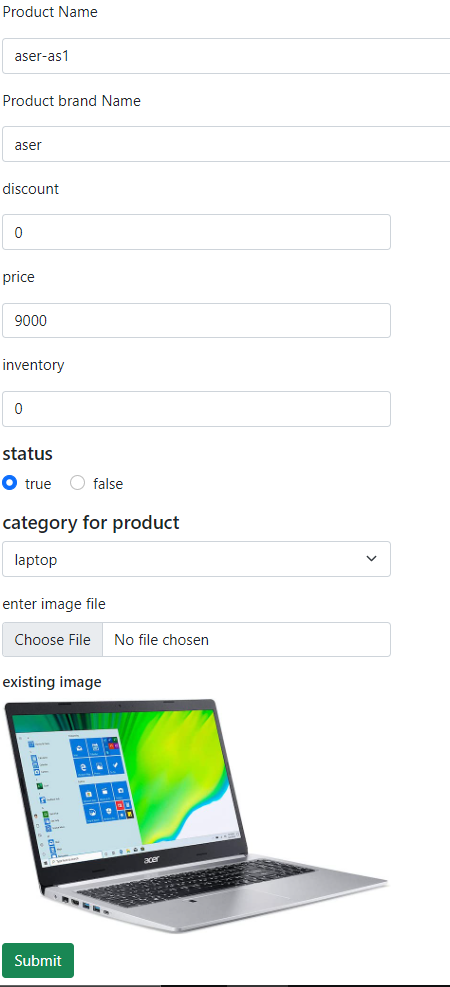 Product Name
aser-as1
Product brand Name
aser
discount
0
price
9000
inventory
0
status
true false
category for product
laptop
enter image file
Choose File No file chosen
existing image
acer
Submit